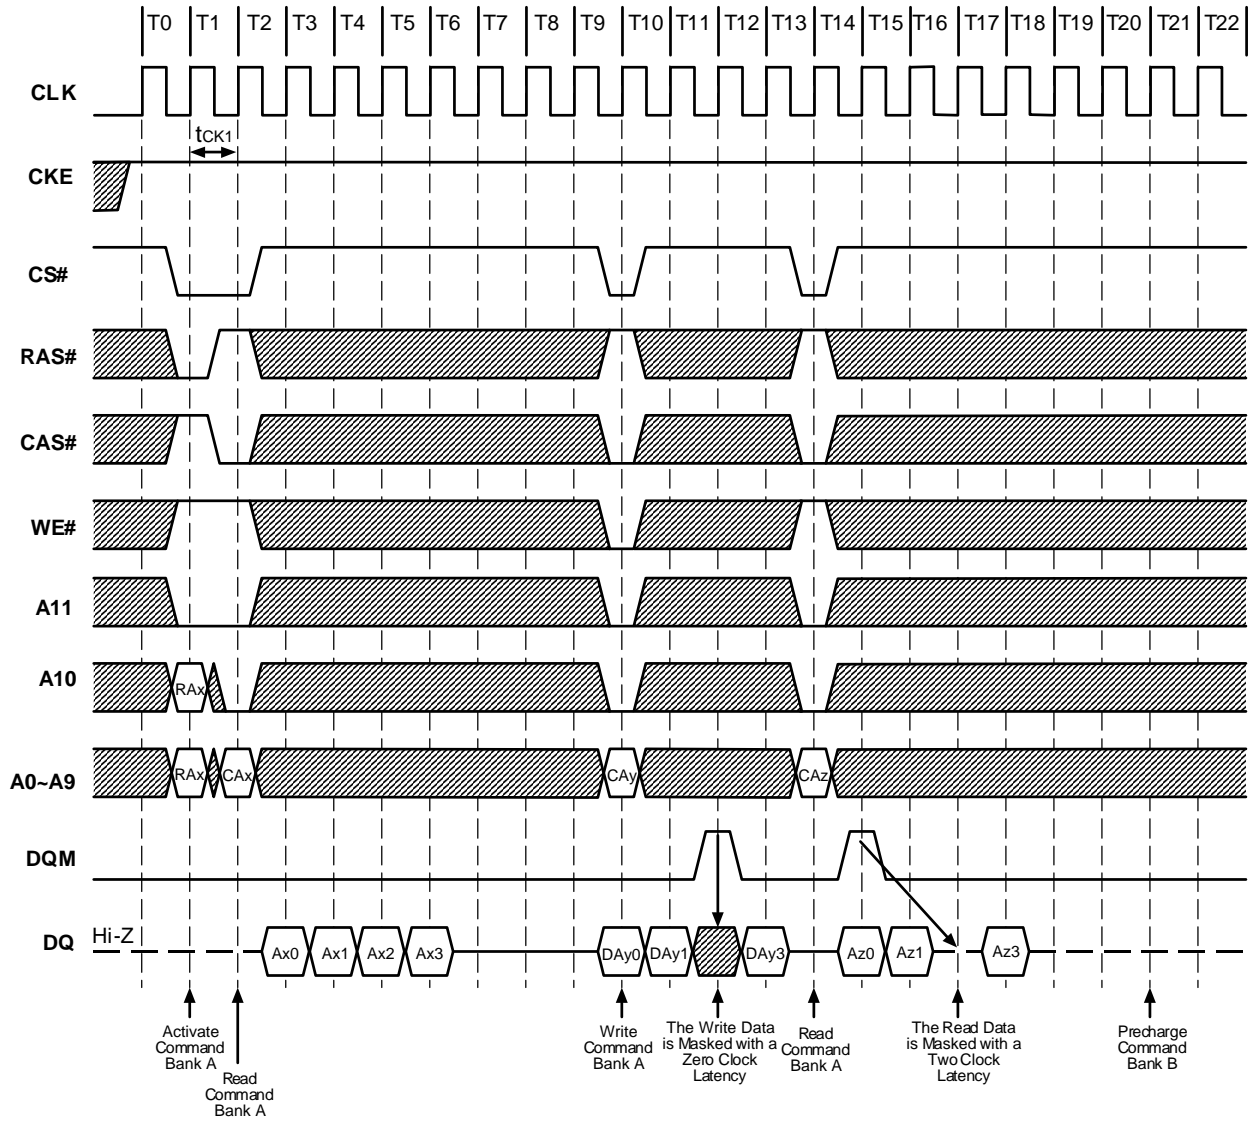 T0 T1 T2 T3 T4 T5 T6 T7 T8 T9 T10 T11 T12 T13 T14 T15 T16 T17 T18 T19 T20 T21 T22
CLK
tCK1
CKE
CS#
RAS#
CAS#
WE#
A11
A10
RAx
A0~A9
RAx CAx CAy CAz
DQM
DQ
Hi-Z
Ax0 Ax1 Ax2 Ax3 DAy0 DAy1 DAy3 Az0 Az1 Az3
Activate
Command
Bank A
Read
Command
Bank A
Write
Command
Bank A
The Write Data
is Masked with a
Zero Clock
Latency
Read
Command
Bank A
The Read Data
is Masked with a
Two Clock
Latency
Precharge
Command
Bank B